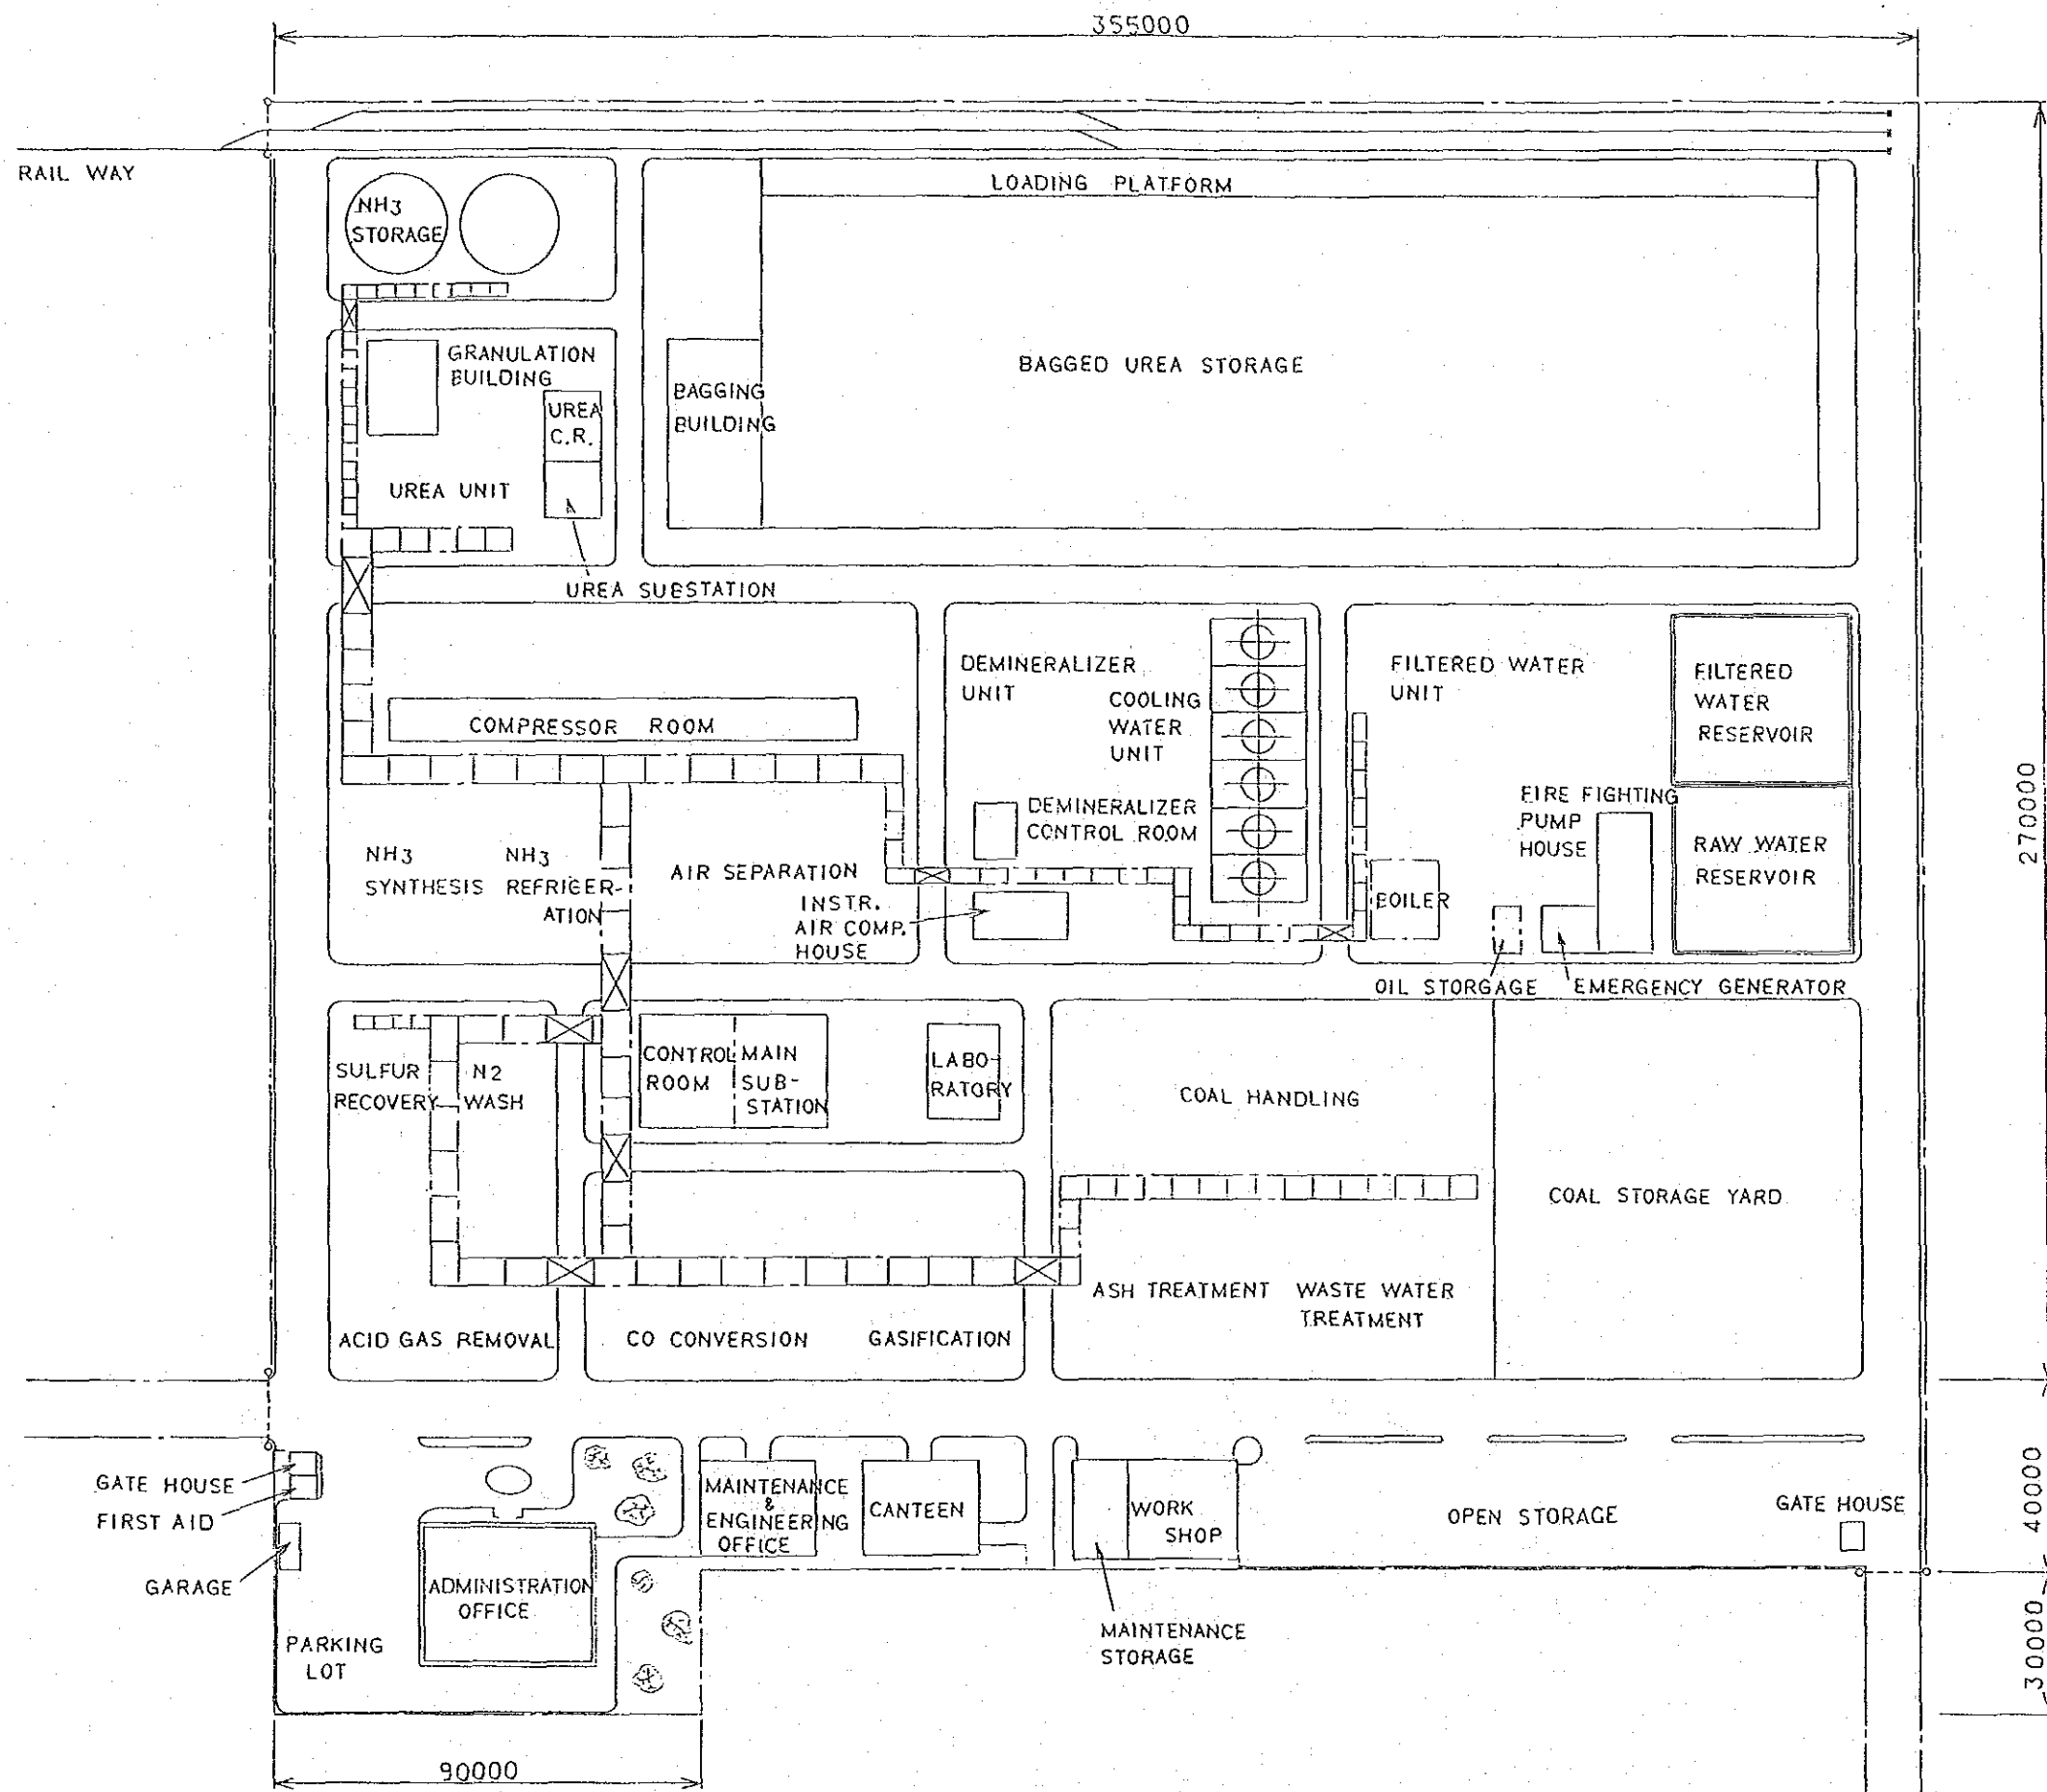 355000
RAIL WAY
NH3
STORAGE
LOADING PLATFORM
GRANULATION
BUILDING
UREA
C.R.
UREA UNIT
UREA SUBSTATION
BAGGING
BUILDING
BAGGED UREA STORAGE
270000
COMPRESSOR ROOM
NH3
SYNTHESIS
NH3
REFRIGER-
ATION
AIR SEPARATION
INSTR.
AIR COMP.
HOUSE
DEMINERALIZER
UNIT
COOLING
WATER
UNIT
DEMINERALIZER
CONTROL ROOM
FILTERED WATER
UNIT
FILTERED
WATER
RESERVOIR
FIRE FIGHTING
PUMP
HOUSE
RAW WATER
RESERVOIR
BOILER
OIL STORGAGE
EMERGENCY GENERATOR
SULFUR
RECOVERY
N2
WASH
CONTROL
ROOM
MAIN
SUB-
STATION
LABO-
RATORY
COAL HANDLING
COAL STORAGE YARD
ASH TREATMENT
WASTE WATER
TREATMENT
ACID GAS REMOVAL
CO CONVERSION
GASIFICATION
GATE HOUSE
FIRST AID
GARAGE
PARKING
LOT
ADMINISTRATION
OFFICE
MAINTENANCE
&
ENGINEERING
OFFICE
CANTEEN
WORK
SHOP
MAINTENANCE
STORAGE
OPEN STORAGE
GATE HOUSE
40000
30000
90000